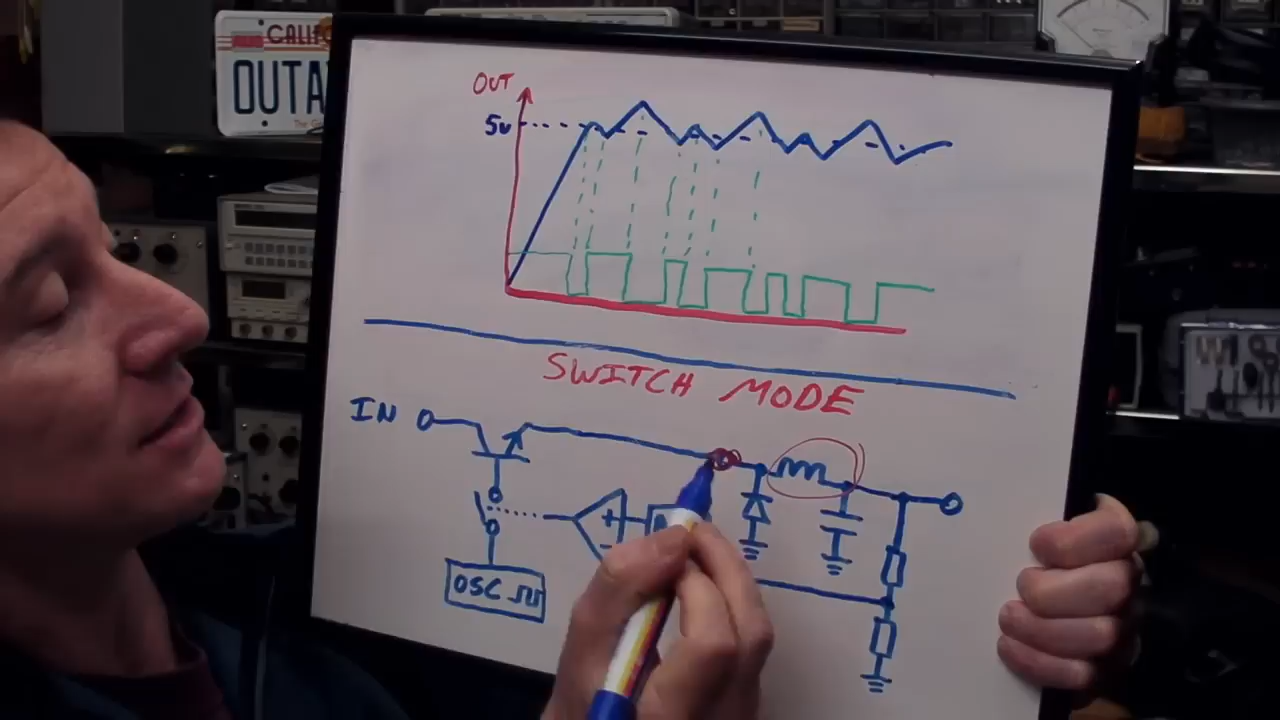 CALIF
OUTA
OUT
5v
SWITCH MODE
IN
+
-
OSC